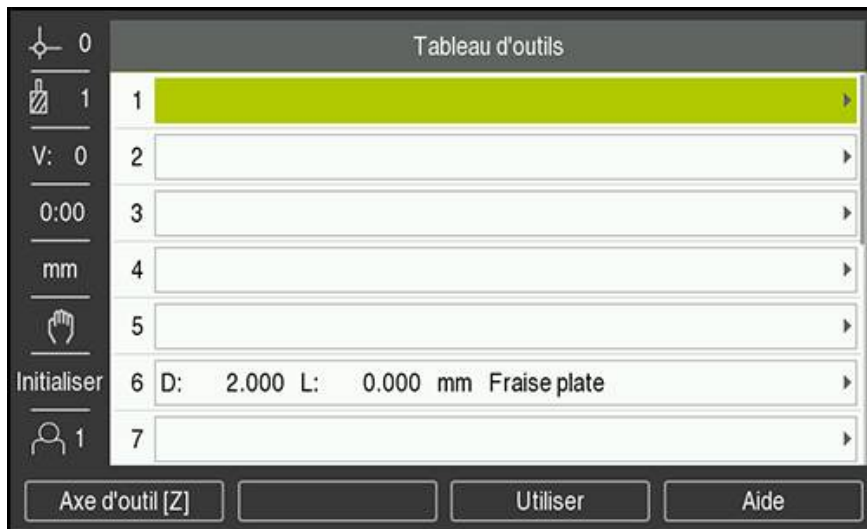 0 Tableau d'outils
1 1
V: 0 2
0:00 3
mm 4
5
Initialiser 6 D: 2.000 L: 0.000 mm Fraise plate
1 7
Axe d'outil [Z] Utiliser Aide